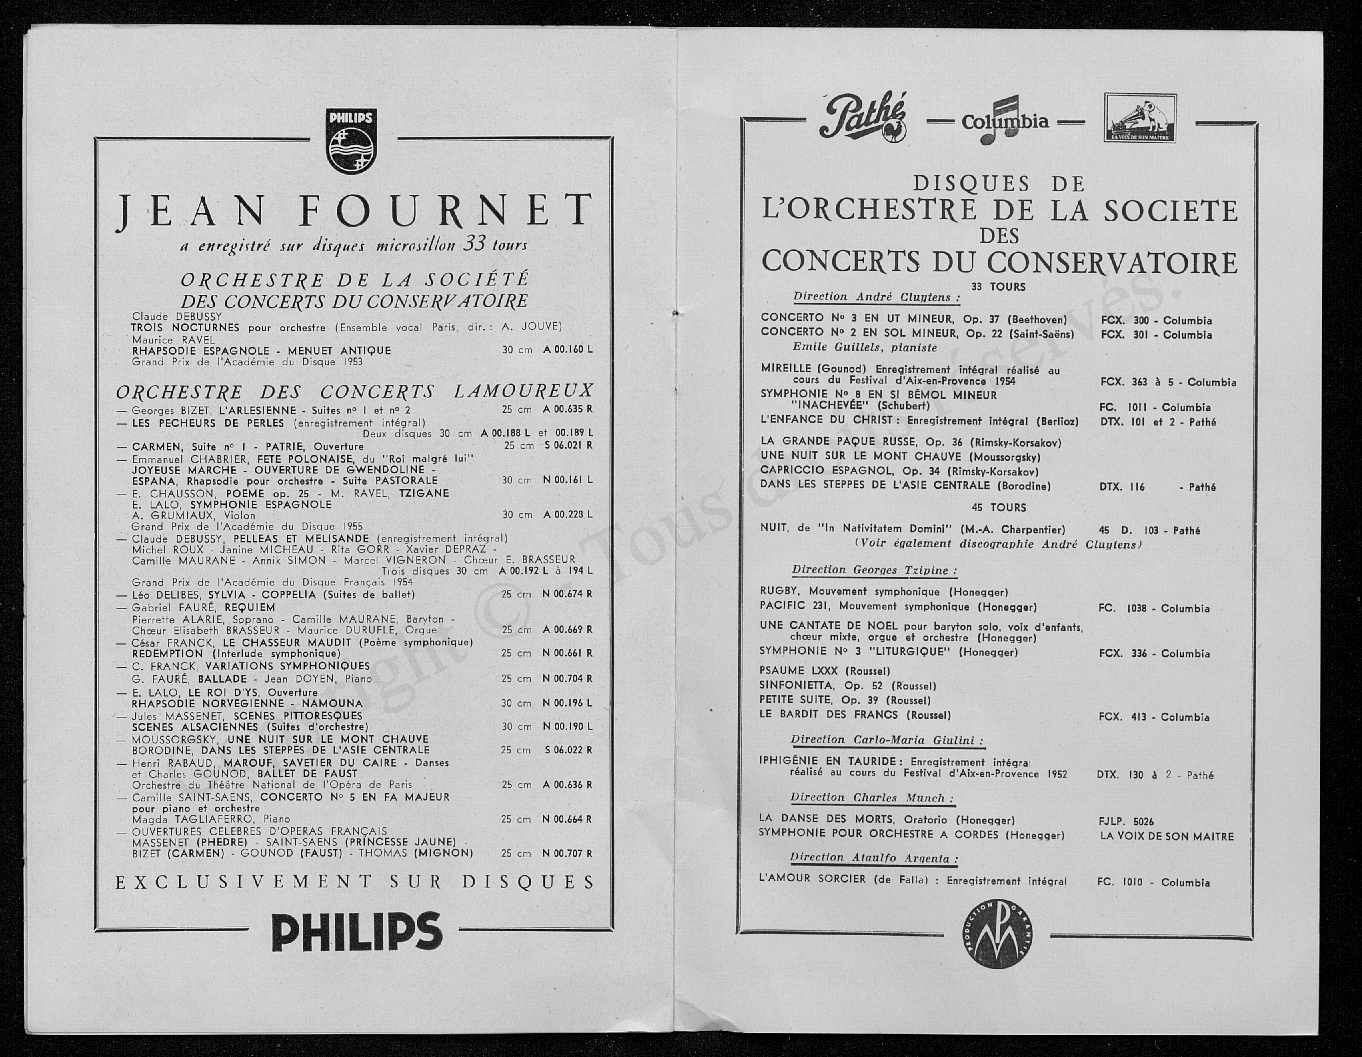 PHILIPS
JEAN FOURNET
a enregistré sur disques microsillon 33 tours
ORCHESTRE DE LA SOCIÉTÉ
DES CONCERTS DU CONSERVATOIRE
Claude DEBUSSY
TROIS NOCTURNES pour orchestre (Ensemble vocal Paris, dir. : A. JOUVE)
Maurice RAVEL
RHAPSODIE ESPAGNOLE - MENUET ANTIQUE 30 cm A 00.160 L
Grand Prix de l'Académie du Disque 1953
ORCHESTRE DES CONCERTS LAMOUREUX
— Georges BIZET, L'ARLESIENNE - Suites nº 1 et nº 2 25 cm A 00.635 R
— LES PECHEURS DE PERLES (enregistrement intégral)
Deux disques 30 cm A 00.188 L et 00.189 L
— CARMEN, Suite nº 1 - PATRIE, Ouverture 25 cm S 06.021 R
— Emmanuel CHABRIER, FETE POLONAISE, du "Roi malgré lui"
JOYEUSE MARCHE - OUVERTURE DE GWENDOLINE -
ESPANA, Rhapsodie pour orchestre - Suite PASTORALE 30 cm N 00.161 L
— E. CHAUSSON, POEME op. 25 - M. RAVEL, TZIGANE
E. LALO, SYMPHONIE ESPAGNOLE
A. GRUMIAUX, Violon 30 cm A 00.228 L
Grand Prix de l'Académie du Disque 1955
— Claude DEBUSSY, PELLEAS ET MELISANDE (enregistrement intégral)
Michel ROUX - Janine MICHEAU - Rita GORR - Xavier DEPRAZ -
Camille MAURANE - Annix SIMON - Marcel VIGNERON - Chœur E. BRASSEUR
Trois disques 30 cm A 00.192 L à 194 L
Grand Prix de l'Académie du Disque Français 1954
— Léo DELIBES, SYLVIA - COPPELIA (Suites de ballet) 25 cm N 00.674 R
— Gabriel FAURÉ, REQUIEM
Pierrette ALARIE, Soprano - Camille MAURANE, Baryton -
Chœur Elisabeth BRASSEUR - Maurice DURUFLE, Orgue 25 cm A 00.669 R
— César FRANCK, LE CHASSEUR MAUDIT (Poème symphonique)
REDEMPTION (Interlude symphonique) 25 cm N 00.661 R
— C. FRANCK, VARIATIONS SYMPHONIQUES
G. FAURÉ, BALLADE - Jean DOYEN, Piano 25 cm N 00.704 R
— E. LALO, LE ROI D'YS, Ouverture
RHAPSODIE NORVEGIENNE - NAMOUNA 30 cm N 00.196 L
— Jules MASSENET, SCENES PITTORESQUES
SCENES ALSACIENNES (Suites d'orchestre) 30 cm N 00.190 L
— MOUSSORGSKY, UNE NUIT SUR LE MONT CHAUVE
BORODINE, DANS LES STEPPES DE L'ASIE CENTRALE 25 cm S 06.022 R
— Henri RABAUD, MAROUF, SAVETIER DU CAIRE - Danses
et Charles GOUNOD, BALLET DE FAUST
Orchestre du Théâtre National de l'Opéra de Paris 25 cm A 00.636 R
— Camille SAINT-SAENS, CONCERTO Nº 5 EN FA MAJEUR
pour piano et orchestre
Magda TAGLIAFERRO, Piano 25 cm N 00.664 R
— OUVERTURES CELEBRES D'OPERAS FRANÇAIS
MASSENET (PHEDRE) - SAINT-SAENS (PRINCESSE JAUNE) -
BIZET (CARMEN) - GOUNOD (FAUST) - THOMAS (MIGNON) 25 cm N 00.707 R
EXCLUSIVEMENT SUR DISQUES
PHILIPS
Pathé — Columbia — LA VOIX DE SON MAITRE
DISQUES DE
L'ORCHESTRE DE LA SOCIETE
DES
CONCERTS DU CONSERVATOIRE
33 TOURS
Direction André Cluytens :
CONCERTO Nº 3 EN UT MINEUR, Op. 37 (Beethoven) FCX. 300 - Columbia
CONCERTO Nº 2 EN SOL MINEUR, Op. 22 (Saint-Saëns) FCX. 301 - Columbia
Emile Guillels, pianiste
MIREILLE (Gounod) Enregistrement intégral réalisé au
cours du Festival d'Aix-en-Provence 1954 FCX. 363 à 5 - Columbia
SYMPHONIE Nº 8 EN SI BÉMOL MINEUR
"INACHEVÉE" (Schubert) FC. 1011 - Columbia
L'ENFANCE DU CHRIST : Enregistrement intégral (Berlioz) DTX. 101 et 2 - Pathé
LA GRANDE PAQUE RUSSE, Op. 36 (Rimsky-Korsakov)
UNE NUIT SUR LE MONT CHAUVE (Moussorgsky)
CAPRICCIO ESPAGNOL, Op. 34 (Rimsky-Korsakov)
DANS LES STEPPES DE L'ASIE CENTRALE (Borodine) DTX. 116 - Pathé
45 TOURS
NUIT, de "In Nativitatem Domini" (M.-A. Charpentier) 45 D. 103 - Pathé
(Voir également discographie André Cluytens)
Direction Georges Tzipine :
RUGBY, Mouvement symphonique (Honegger)
PACIFIC 231, Mouvement symphonique (Honegger) FC. 1038 - Columbia
UNE CANTATE DE NOEL pour baryton solo, voix d'enfants,
chœur mixte, orgue et orchestre (Honegger)
SYMPHONIE Nº 3 "LITURGIQUE" (Honegger) FCX. 336 - Columbia
PSAUME LXXX (Roussel)
SINFONIETTA, Op. 52 (Roussel)
PETITE SUITE, Op. 39 (Roussel)
LE BARDIT DES FRANCS (Roussel) FCX. 413 - Columbia
Direction Carlo-Maria Giulini :
IPHIGÉNIE EN TAURIDE : Enregistrement intégral
réalisé au cours du Festival d'Aix-en-Provence 1952 DTX. 130 à 2 - Pathé
Direction Charles Munch :
LA DANSE DES MORTS, Oratorio (Honegger) FJLP. 5026
SYMPHONIE POUR ORCHESTRE A CORDES (Honegger) LA VOIX DE SON MAITRE
Direction Ataulfo Argenta :
L'AMOUR SORCIER (de Falla) : Enregistrement intégral FC. 1010 - Columbia
PRODUCTION GARANTIE